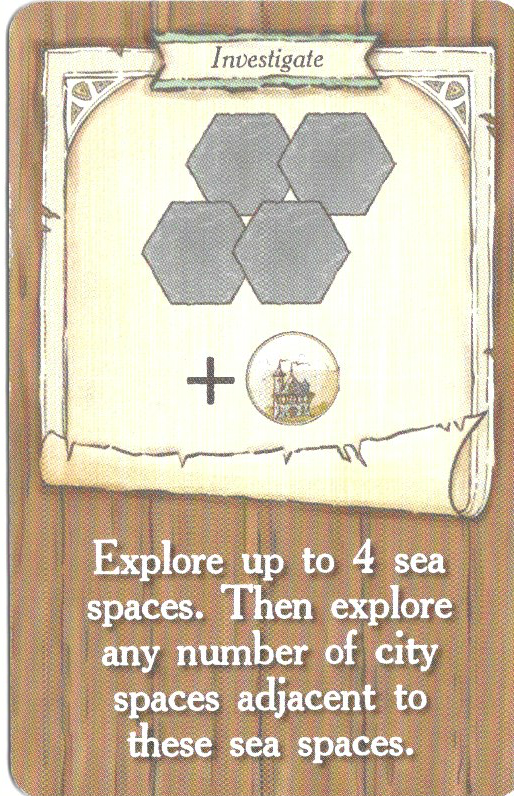 Investigate
+
Explore up to 4 sea
spaces. Then explore
any number of city
spaces adjacent to
these sea spaces.